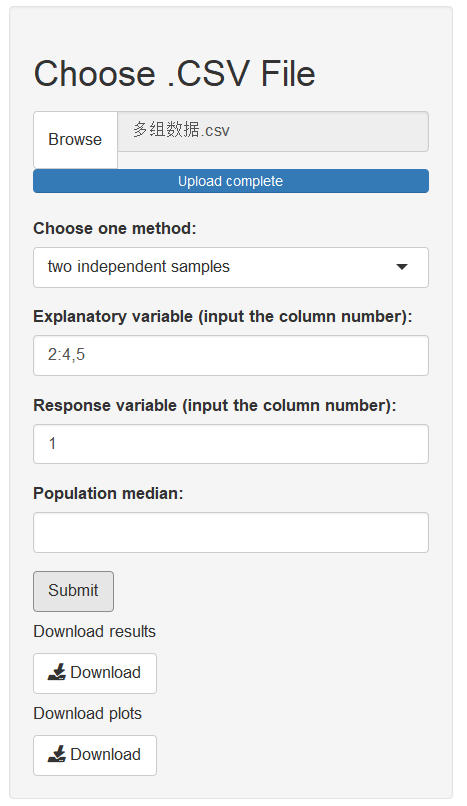 Choose .CSV File
Browse 多组数据.csv
Upload complete
Choose one method:
two independent samples
Explanatory variable (input the column number):
2:4,5
Response variable (input the column number):
1
Population median:
Submit
Download results
Download
Download plots
Download